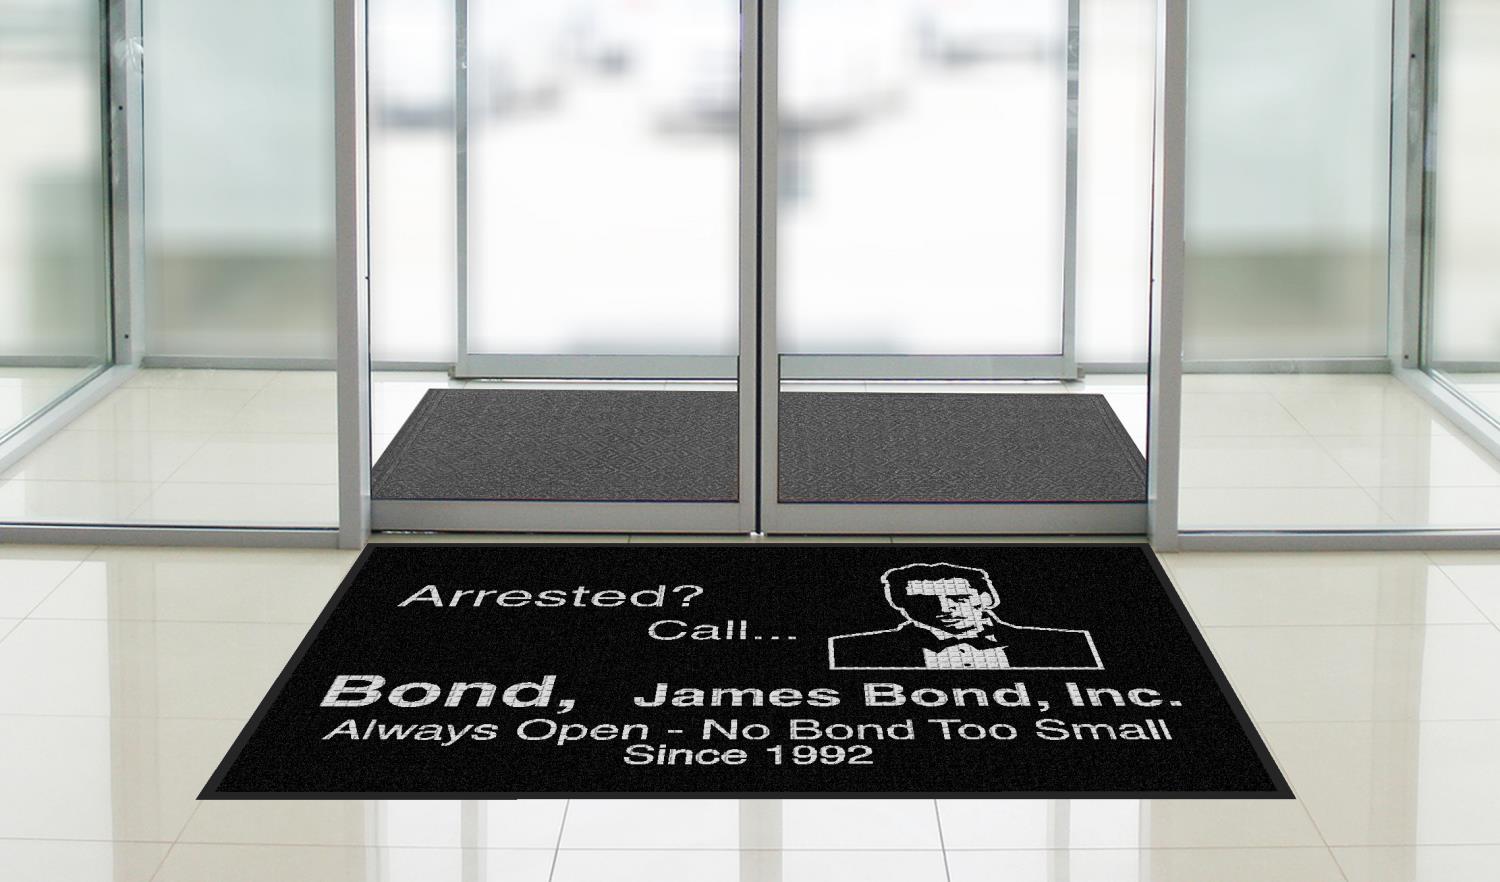 Arrested?
Call...
Bond, James Bond, Inc.
Always Open - No Bond Too Small
Since 1992